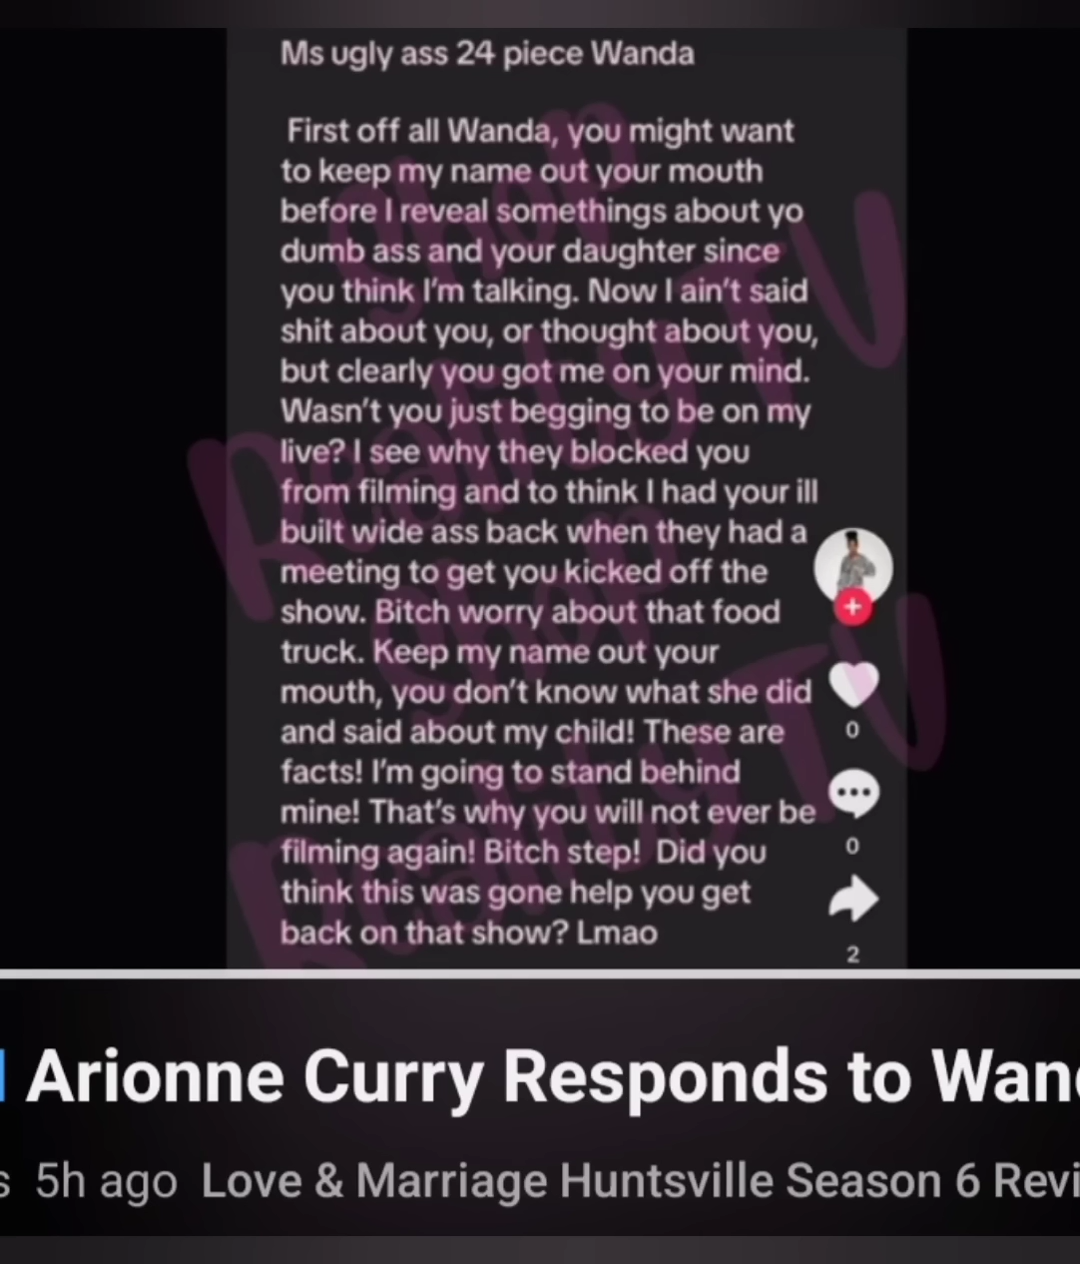 Ms ugly ass 24 piece Wanda
First off all Wanda, you might want
to keep my name out your mouth
before I reveal somethings about yo
dumb ass and your daughter since
you think I'm talking. Now I ain't said
shit about you, or thought about you,
but clearly you got me on your mind.
Wasn't you just begging to be on my
live? I see why they blocked you
from filming and to think I had your ill
built wide ass back when they had a
meeting to get you kicked off the
show. Bitch worry about that food
truck. Keep my name out your
mouth, you don't know what she did
and said about my child! These are
facts! I'm going to stand behind
mine! That's why you will not ever be
filming again! Bitch step!  Did you
think this was gone help you get
back on that show? Lmao
0
0
2
Shop
Reality TV
Shop
Reality TV
Arionne Curry Responds to Wan
s 5h ago Love & Marriage Huntsville Season 6 Revi